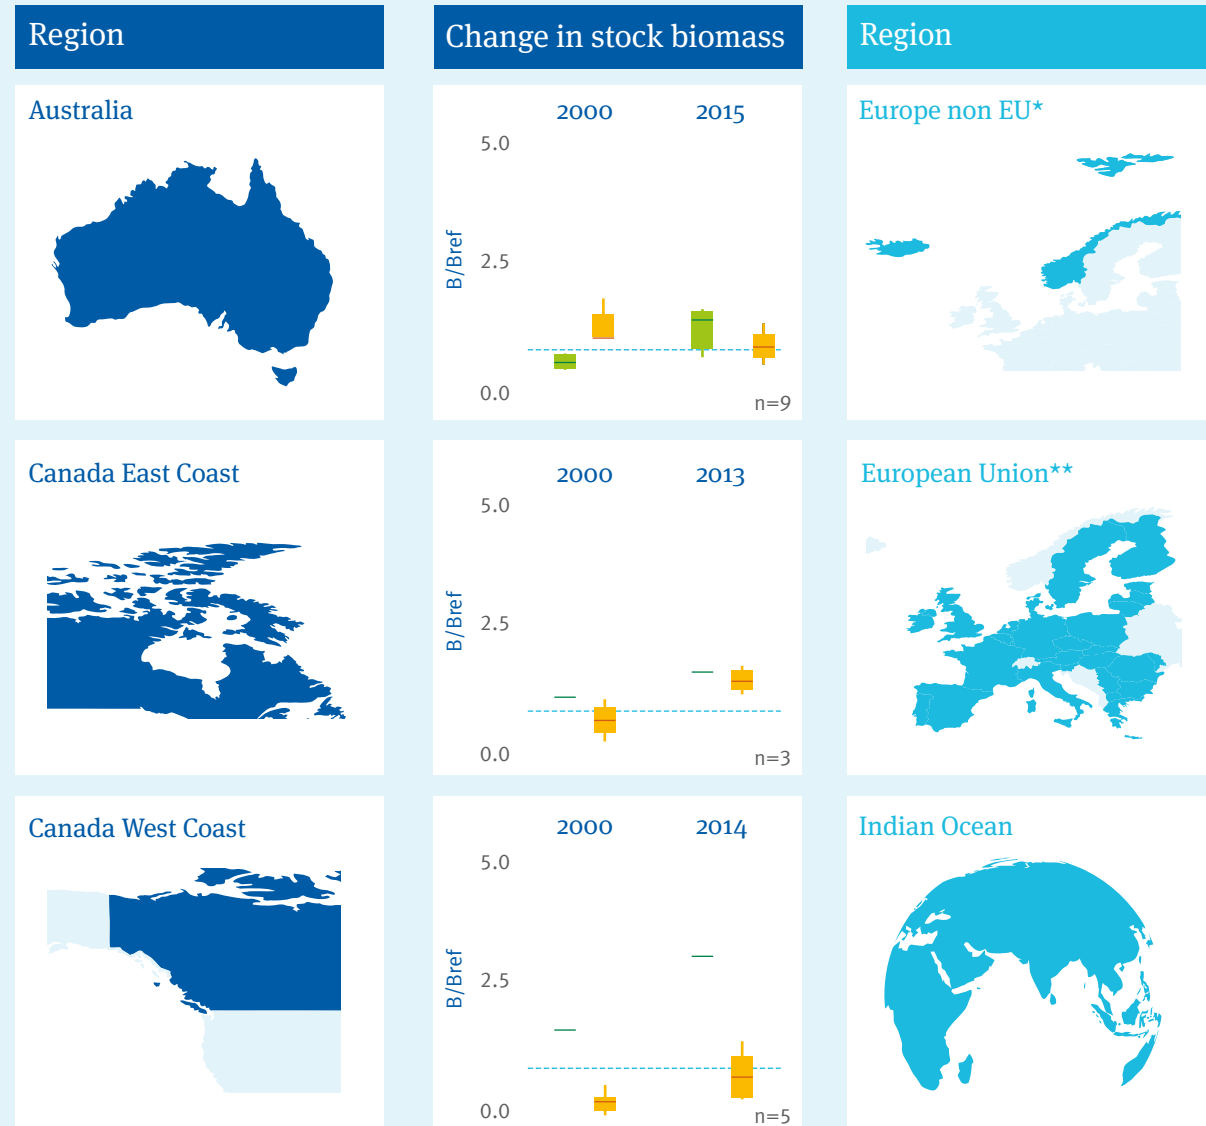 Region
Change in stock biomass
Region
Australia
2000
2015
5.0
B/Bref
2.5
0.0
n=9
Europe non EU*
Canada East Coast
2000
2013
5.0
B/Bref
2.5
0.0
n=3
European Union**
Canada West Coast
2000
2014
5.0
B/Bref
2.5
0.0
n=5
Indian Ocean